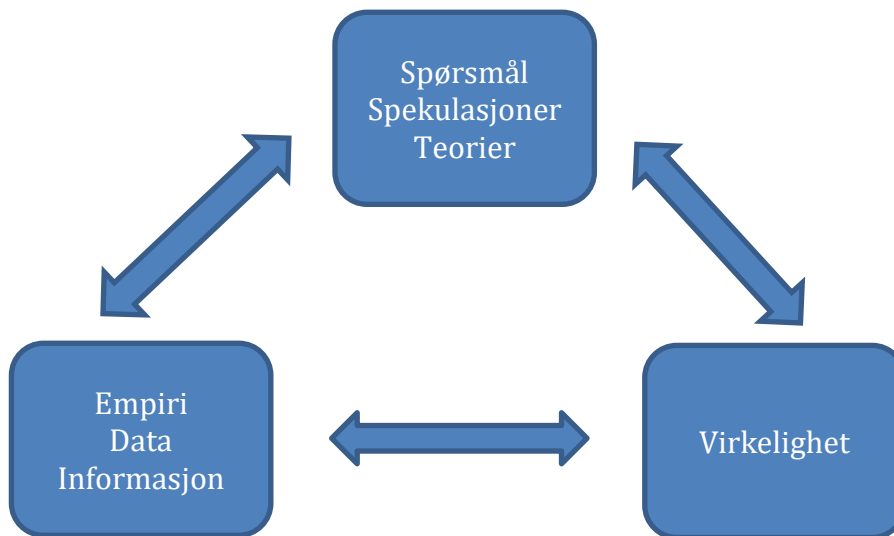 Spørsmål
Spekulasjoner
Teorier
Empiri
Data
Informasjon
Virkelighet